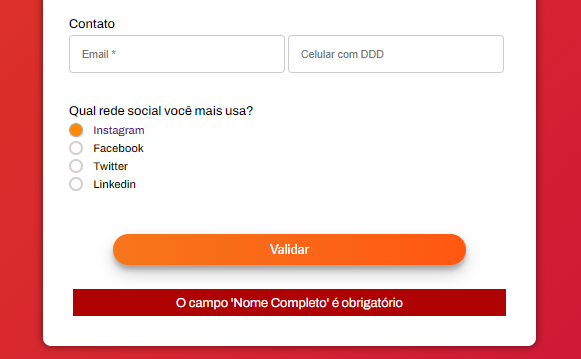 Contato
Email * Celular com DDD
Qual rede social você mais usa?
Instagram
Facebook
Twitter
Linkedin
Validar
O campo 'Nome Completo' é obrigatório